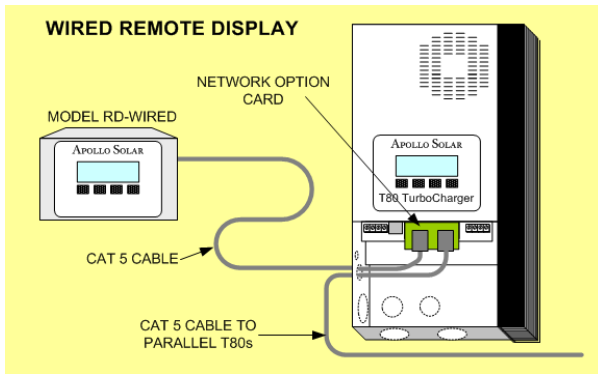 WIRED REMOTE DISPLAY
NETWORK OPTION
CARD
MODEL RD-WIRED
APOLLO SOLAR
APOLLO SOLAR
T80 TurboCharger
CAT 5 CABLE
CAT 5 CABLE TO
PARALLEL T80s